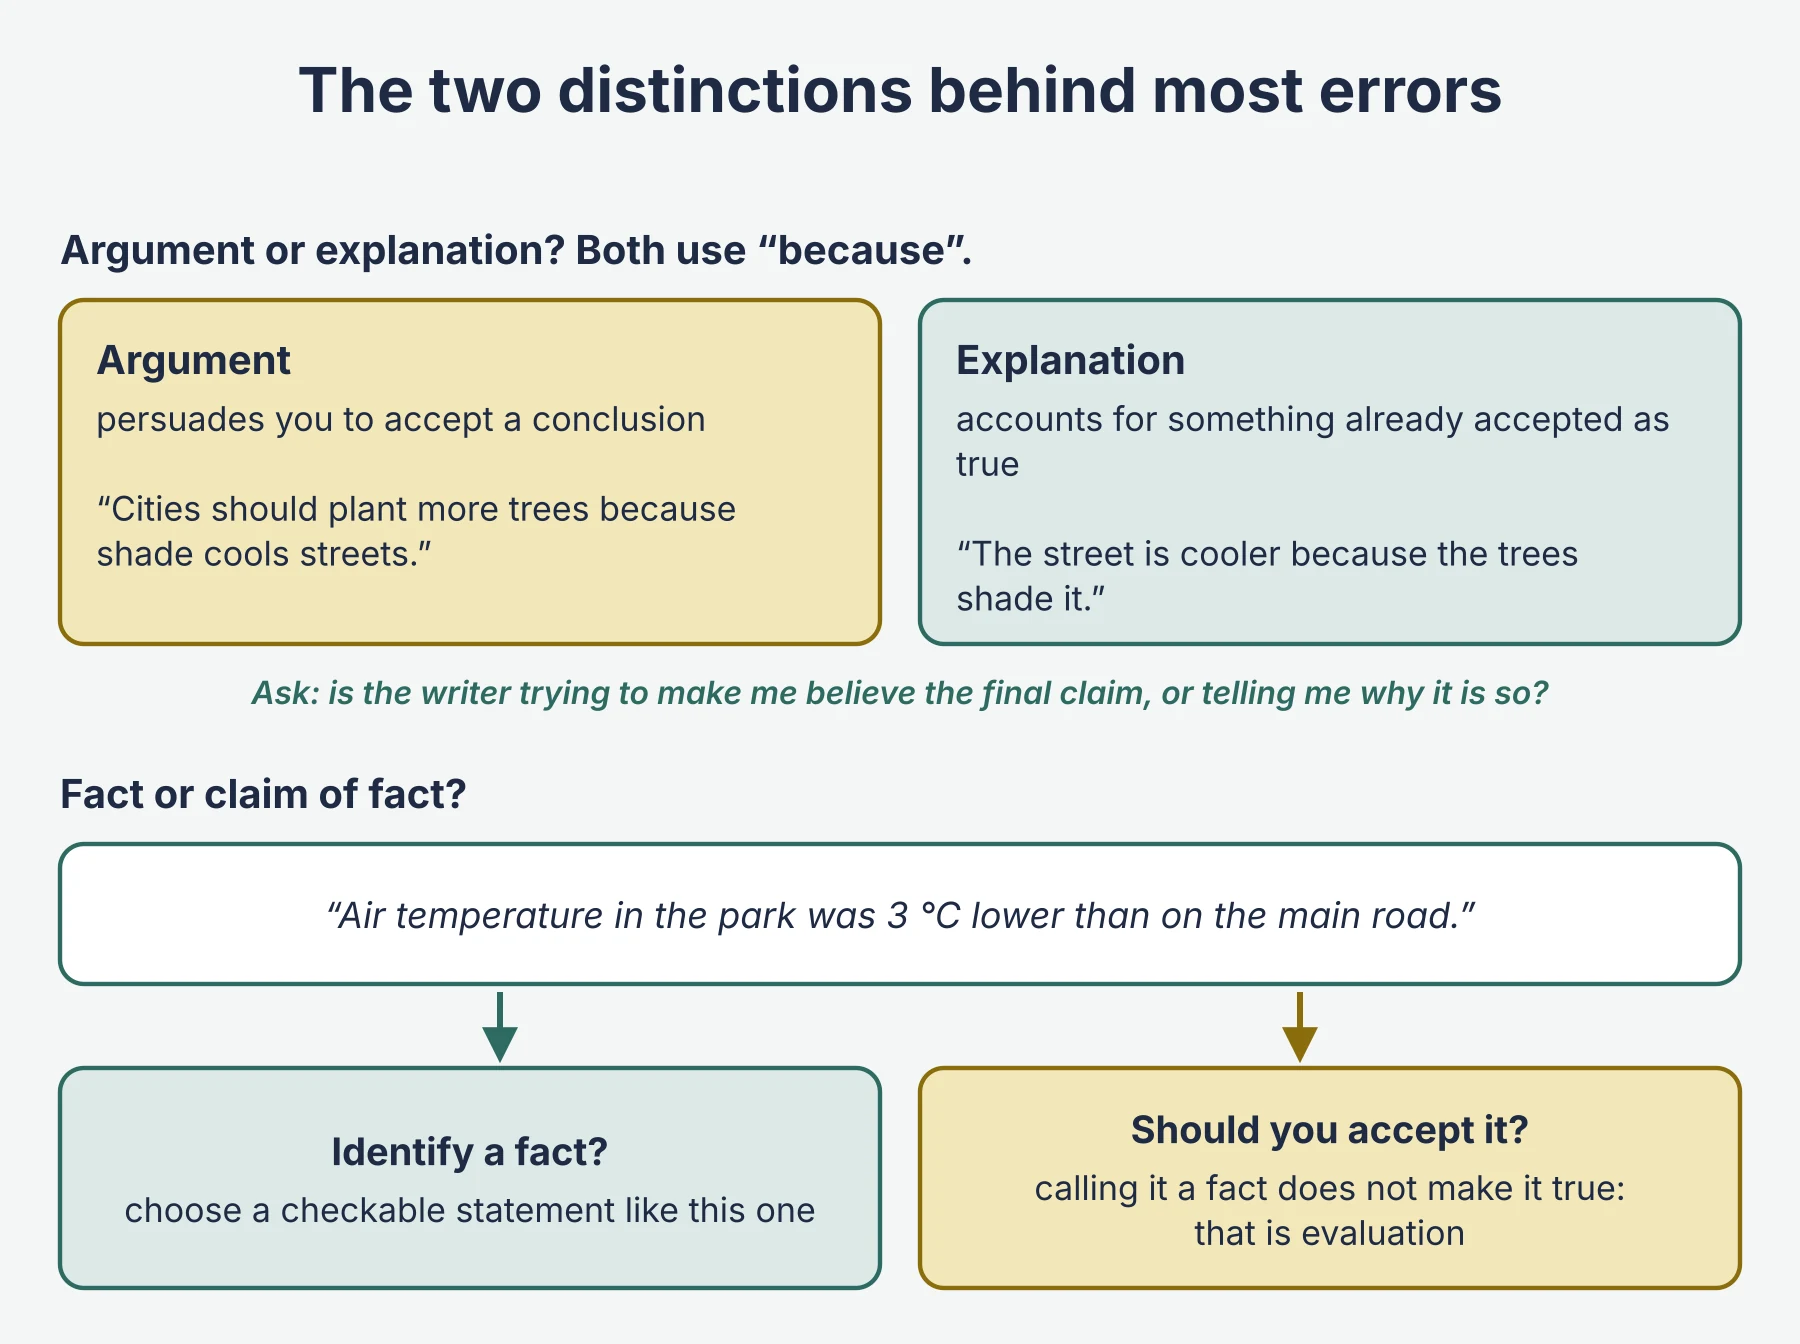 The two distinctions behind most errors
Argument or explanation? Both use “because”.
Argument
persuades you to accept a conclusion
“Cities should plant more trees because
shade cools streets.”
Explanation
accounts for something already accepted as
true
“The street is cooler because the trees
shade it.”
Ask: is the writer trying to make me believe the final claim, or telling me why it is so?
Fact or claim of fact?
“Air temperature in the park was 3 °C lower than on the main road.”
Identify a fact?
choose a checkable statement like this one
Should you accept it?
calling it a fact does not make it true:
that is evaluation